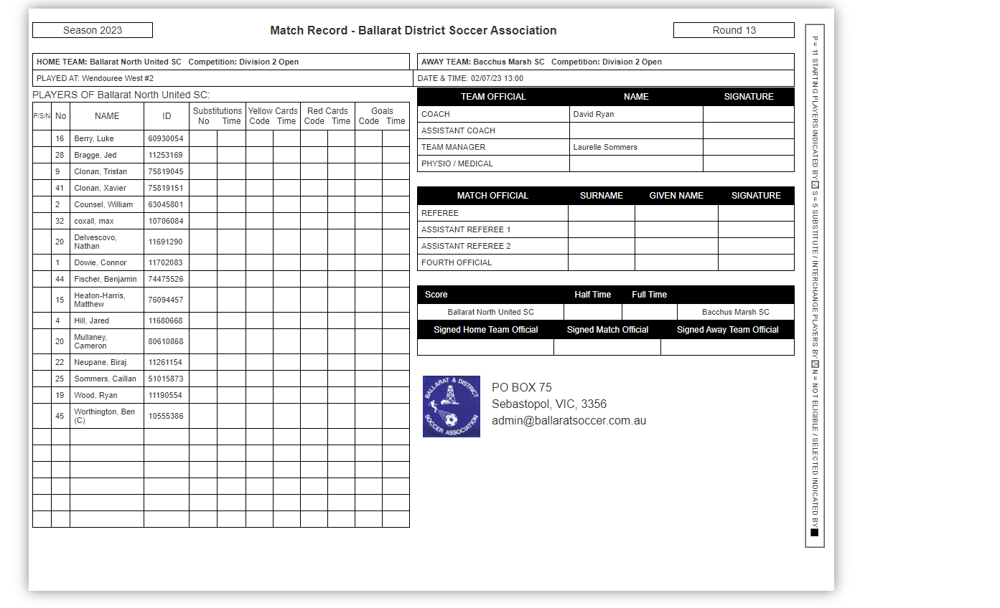 Season 2023
Match Record - Ballarat District Soccer Association
Round 13
HOME TEAM: Ballarat North United SC Competition: Division 2 Open
AWAY TEAM: Bacchus Marsh SC Competition: Division 2 Open
PLAYED AT: Wendouree West #2
DATE & TIME: 02/07/23 13:00
PLAYERS OF Ballarat North United SC:
P/S/N No NAME ID Substitutions Yellow Cards Red Cards Goals
No Time Code Time Code Time Code Time
16 Berry, Luke 60930054
28 Bragge, Jed 11253169
9 Clonan, Tristan 75819045
41 Clonan, Xavier 75819151
2 Counsel, William 63045801
32 coxall, max 10706084
20 Delvescovo, 11691290
Nathan
1 Dowie, Connor 11702083
44 Fischer, Benjamin 74475526
15 Heaton-Harris, 76094457
Matthew
4 Hill, Jared 11680668
20 Mullaney, 80610868
Cameron
22 Neupane, Biraj 11261154
25 Sommers, Caillan 51015873
19 Wood, Ryan 11190554
45 Worthington, Ben 10555386
(C)
TEAM OFFICIAL NAME SIGNATURE
COACH David Ryan
ASSISTANT COACH
TEAM MANAGER Laurelle Sommers
PHYSIO / MEDICAL
MATCH OFFICIAL SURNAME GIVEN NAME SIGNATURE
REFEREE
ASSISTANT REFEREE 1
ASSISTANT REFEREE 2
FOURTH OFFICIAL
Score Half Time Full Time
Ballarat North United SC Bacchus Marsh SC
Signed Home Team Official Signed Match Official Signed Away Team Official
BALLARAT & DISTRICT
SOCCER ASSOCIATION
PO BOX 75
Sebastopol, VIC, 3356
admin@ballaratsoccer.com.au
P = 11 STARTING PLAYERS INDICATED BY S = 5 SUBSTITUTE / INTERCHANGE PLAYERS BY N = NOT ELIGIBLE / SELECTED INDICATED BY